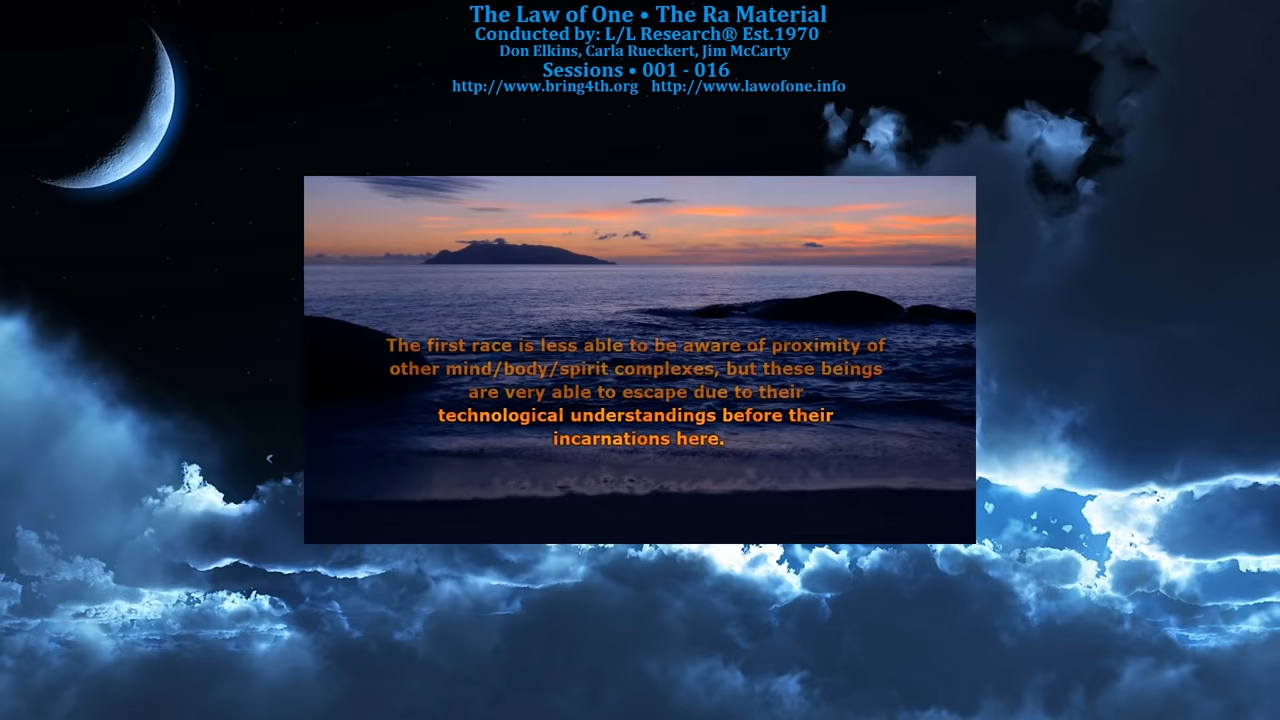 The Law of One • The Ra Material
Conducted by: L/L Research® Est.1970
Don Elkins, Carla Rueckert, Jim McCarty
Sessions • 001 - 016
http://www.bring4th.org http://www.lawofone.info
The first race is less able to be aware of proximity of
other mind/body/spirit complexes, but these beings
are very able to escape due to their
technological understandings before their
incarnations here.